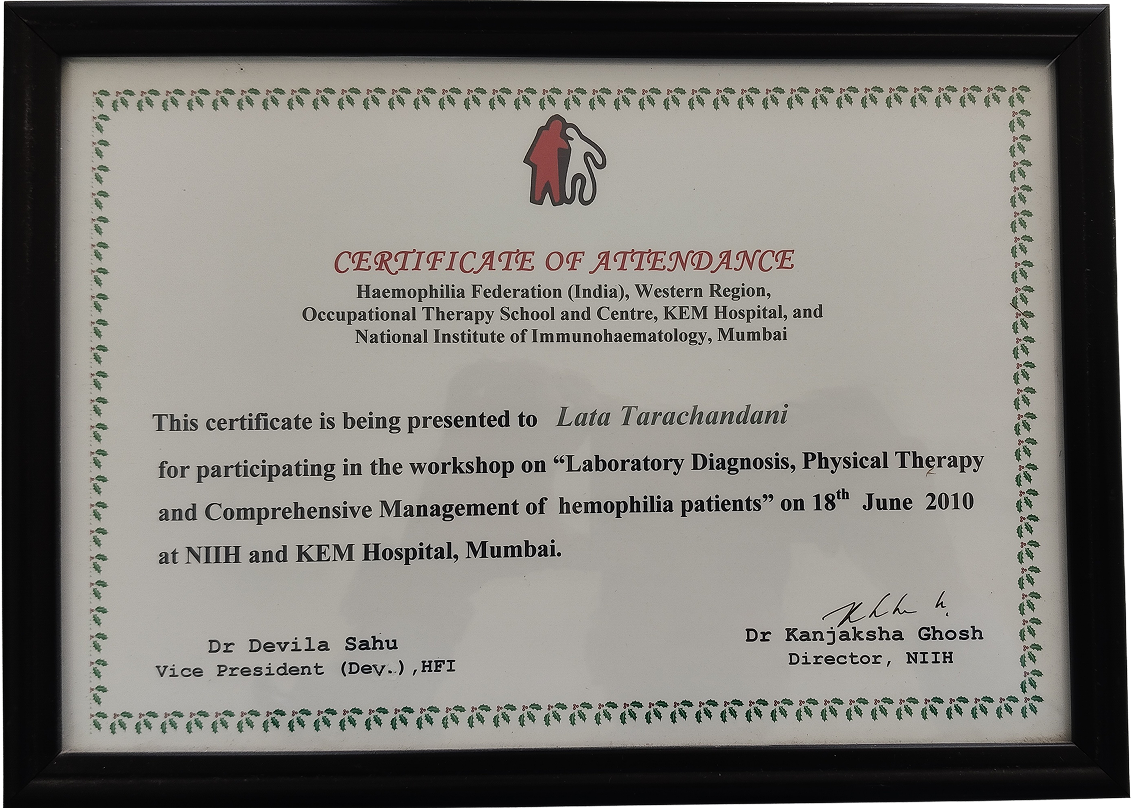 CERTIFICATE OF ATTENDANCE
Haemophilia Federation (India), Western Region,
Occupational Therapy School and Centre, KEM Hospital, and
National Institute of Immunohaematology, Mumbai
This certificate is being presented to Lata Tarachandani
for participating in the workshop on “Laboratory Diagnosis, Physical Therapy
and Comprehensive Management of hemophilia patients” on 18th June 2010
at NIIH and KEM Hospital, Mumbai.
Dr Devila Sahu
Vice President (Dev.),HFI
Dr Kanjaksha Ghosh
Director, NIIH